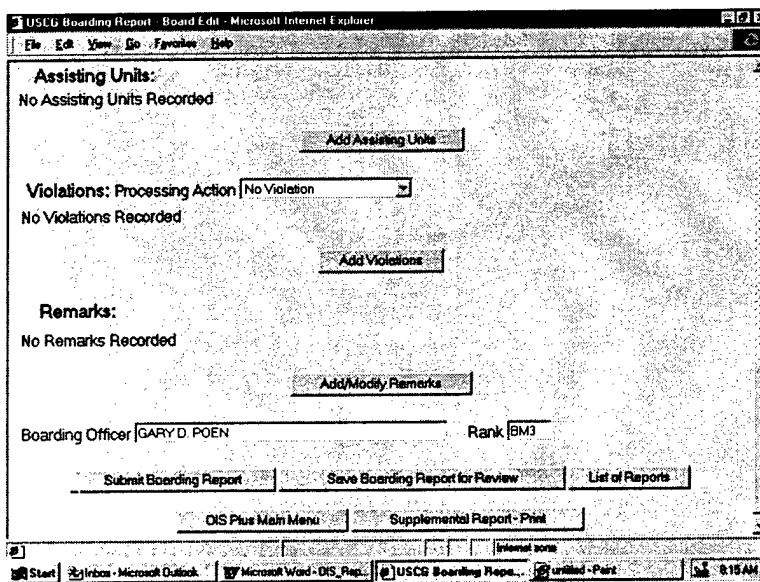 USCG Boarding Report - Board Edit - Microsoft Internet Explorer
File Edit View Go Favorites Help
Assisting Units:
No Assisting Units Recorded
Add Assisting Units
Violations: Processing Action No Violation
No Violations Recorded
Add Violations
Remarks:
No Remarks Recorded
Add/Modify Remarks
Boarding Officer GARY D. POEN Rank BM3
Submit Boarding Report Save Boarding Report for Review List of Reports
OIS Plus Main Menu Supplemental Report - Print
Internet zone
Start Inbox - Microsoft Outlook Microsoft Word - OIS_Rep... USCG Boarding Repo... untitled - Paint 9:15 AM